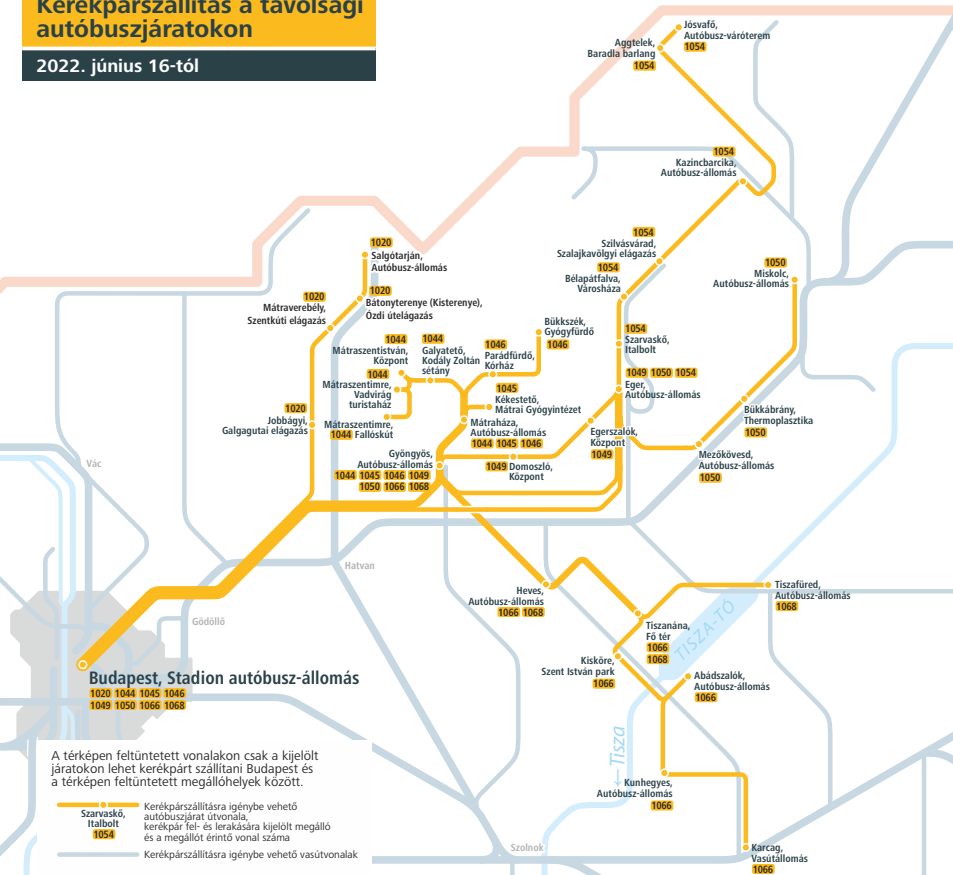 Kerékpárszállítás a távolsági
autóbuszjáratokon
2022. június 16-tól
Jósvafő,
Autóbusz-váróterem
1054
Aggtelek,
Baradla barlang
1054
1054
Kazincbarcika,
Autóbusz-állomás
1054
Szilvásvárad,
Szalajkavölgyi elágazás
1054
Bélapátfalva,
Városháza
1050
Miskolc,
Autóbusz-állomás
1020
Salgótarján,
Autóbusz-állomás
1020
Bátonyterenye (Kisterenye),
Ózdi útelágazás
1020
Mátraverebély,
Szentkúti elágazás
1054
Szarvaskő,
Italbolt
Bükkszék,
Gyógyfürdő
1046
1044
Mátraszentistván,
Központ
1044
Galyatető,
Kodály Zoltán
sétány
1046
Parádfürdő,
Kórház
1044
Mátraszentimre,
Vadvirág
turistaház
1045
Kékestető,
Mátrai Gyógyintézet
1049 1050 1054
Eger,
Autóbusz-állomás
Bükkábrány,
Thermoplasztika
1050
1020
Jobbágyi,
Galgagutai elágazás
Mátraszentimre,
1044 Fallóskút
Mátraháza,
Autóbusz-állomás
1044 1045 1046
Egerszalók,
Központ
1049
Mezőkövesd,
Autóbusz-állomás
1050
Gyöngyös,
Autóbusz-állomás
1044 1045 1046 1049
1050 1066 1068
1049 Domoszló,
Központ
Vác
Hatvan
Gödöllő
Heves,
Autóbusz-állomás
1066 1068
Tiszafüred,
Autóbusz-állomás
1068
TISZA-TÓ
Tiszanána,
Fő tér
1066
1068
Kisköre,
Szent István park
1066
Abádszalók,
Autóbusz-állomás
1066
Budapest, Stadion autóbusz-állomás
1020 1044 1045 1046
1049 1050 1066 1068
←Tisza
Kunhegyes,
Autóbusz-állomás
1066
A térképen feltüntetett vonalakon csak a kijelölt
járatokon lehet kerékpárt szállítani Budapest és
a térképen feltüntetett megállóhelyek között.
Szarvaskő,
Italbolt
1054
Kerékpárszállításra igénybe vehető
autóbuszjárat útvonala,
kerékpár fel- és lerakására kijelölt megálló
és a megállót érintő vonal száma
Kerékpárszállításra igénybe vehető vasútvonalak
Szolnok
Karcag,
Vasútállomás
1066